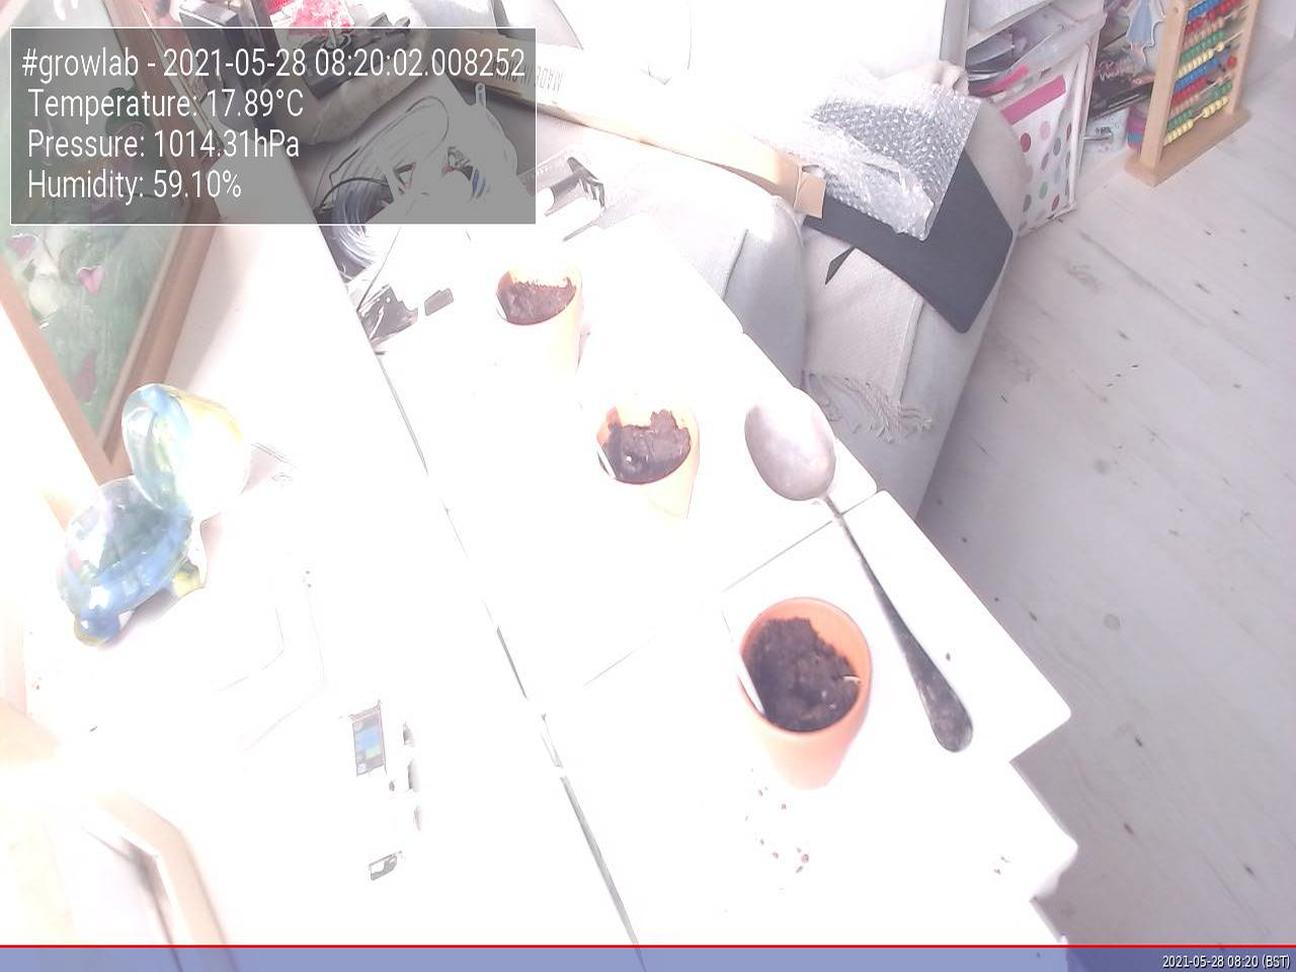 #growlab - 2021-05-28 08:20:02.008252
Temperature: 17.89°C
Pressure: 1014.31hPa
Humidity: 59.10%
2021-05-28 08:20 (BST)